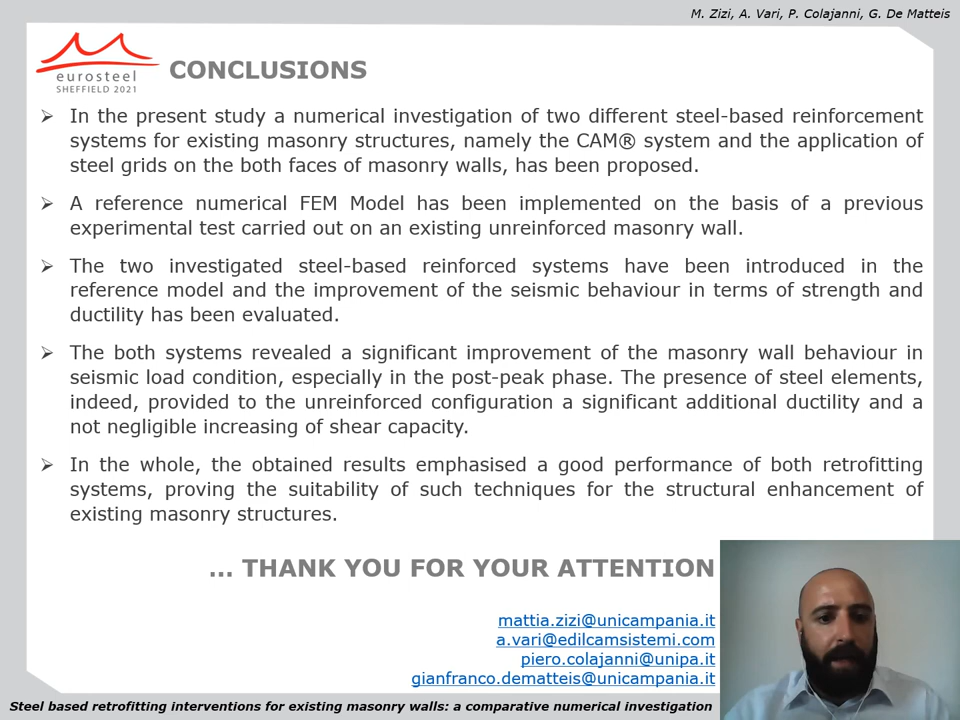 M. Zizi, A. Vari, P. Colajanni, G. De Matteis
eurosteel
SHEFFIELD 2021
CONCLUSIONS
➢ In the present study a numerical investigation of two different steel-based reinforcement
systems for existing masonry structures, namely the CAM® system and the application of
steel grids on the both faces of masonry walls, has been proposed.
➢ A reference numerical FEM Model has been implemented on the basis of a previous
experimental test carried out on an existing unreinforced masonry wall.
➢ The two investigated steel-based reinforced systems have been introduced in the
reference model and the improvement of the seismic behaviour in terms of strength and
ductility has been evaluated.
➢ The both systems revealed a significant improvement of the masonry wall behaviour in
seismic load condition, especially in the post-peak phase. The presence of steel elements,
indeed, provided to the unreinforced configuration a significant additional ductility and a
not negligible increasing of shear capacity.
➢ In the whole, the obtained results emphasised a good performance of both retrofitting
systems, proving the suitability of such techniques for the structural enhancement of
existing masonry structures.
... THANK YOU FOR YOUR ATTENTION
mattia.zizi@unicampania.it
a.vari@edilcamsistemi.com
piero.colajanni@unipa.it
gianfranco.dematteis@unicampania.it
Steel based retrofitting interventions for existing masonry walls: a comparative numerical investigation